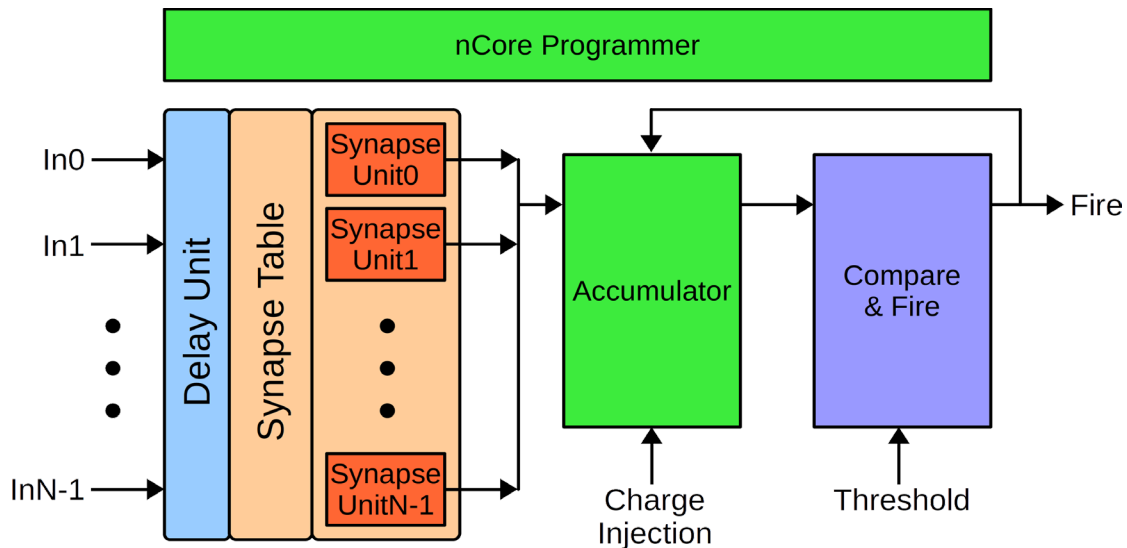 nCore Programmer
In0
In1
InN-1
Delay Unit
Synapse Table
Synapse
Unit0
Synapse
Unit1
Synapse
UnitN-1
Accumulator
Charge
Injection
Compare
& Fire
Threshold
Fire